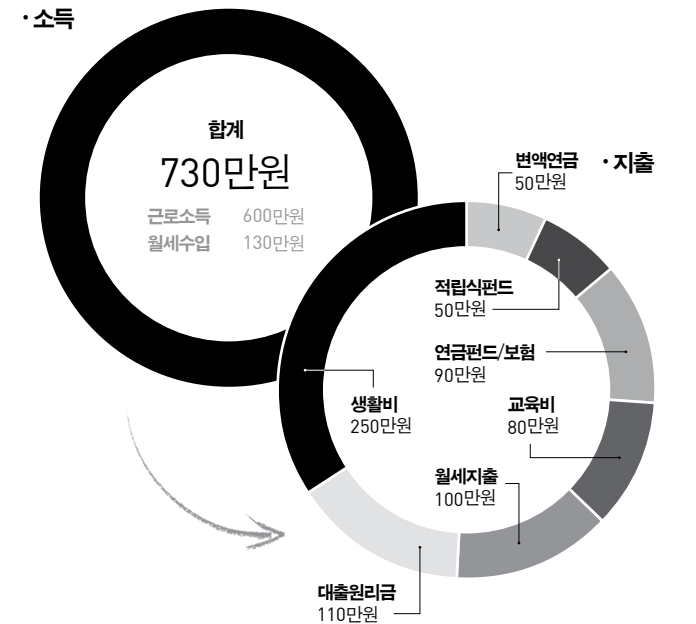 · 소득
합계
730만원
근로소득 600만원
월세수입 130만원
· 지출
변액연금
50만원
적립식펀드
50만원
연금펀드/보험
90만원
교육비
80만원
월세지출
100만원
대출원리금
110만원
생활비
250만원